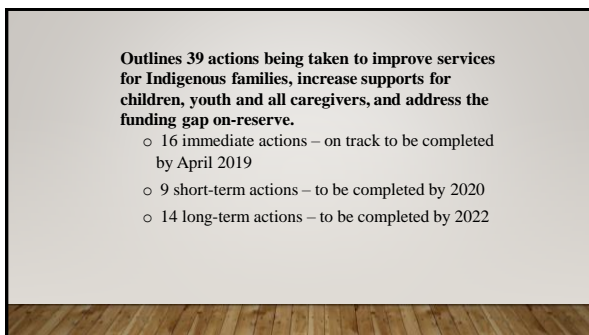 Outlines 39 actions being taken to improve services
for Indigenous families, increase supports for
children, youth and all caregivers, and address the
funding gap on-reserve.
o 16 immediate actions – on track to be completed
by April 2019
o 9 short-term actions – to be completed by 2020
o 14 long-term actions – to be completed by 2022